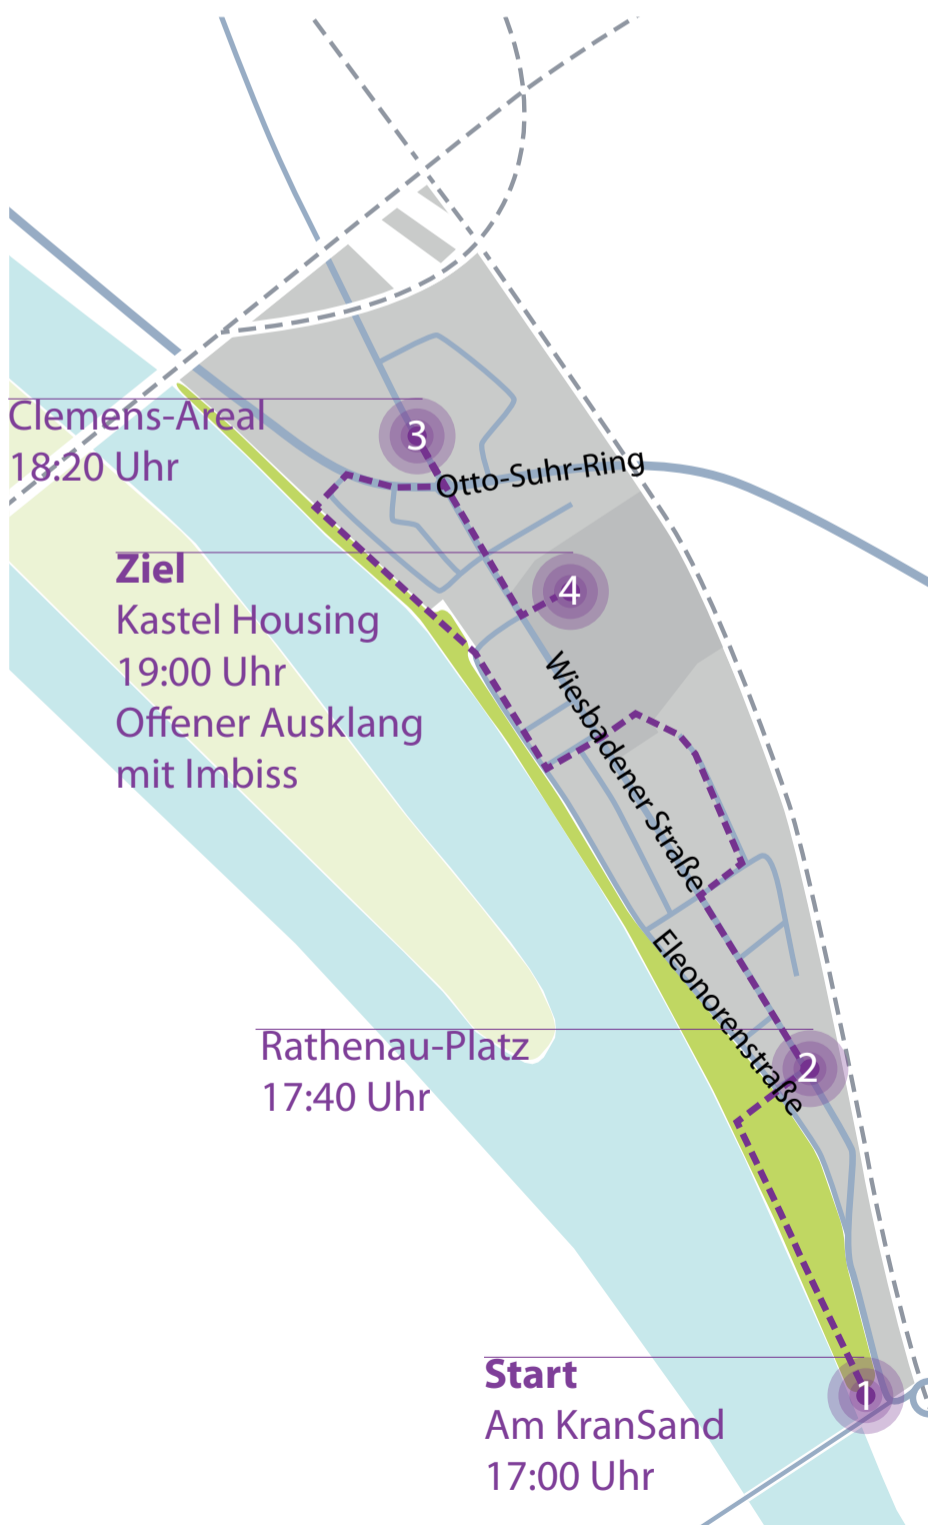 Clemens-Areal
18:20 Uhr
3
Otto-Suhr-Ring
Ziel
Kastel Housing
19:00 Uhr
Offener Ausklang
mit Imbiss
4
Wiesbadener Straße
Eleonorenstraße
Rathenau-Platz
17:40 Uhr
2
Start
Am KranSand
17:00 Uhr
1